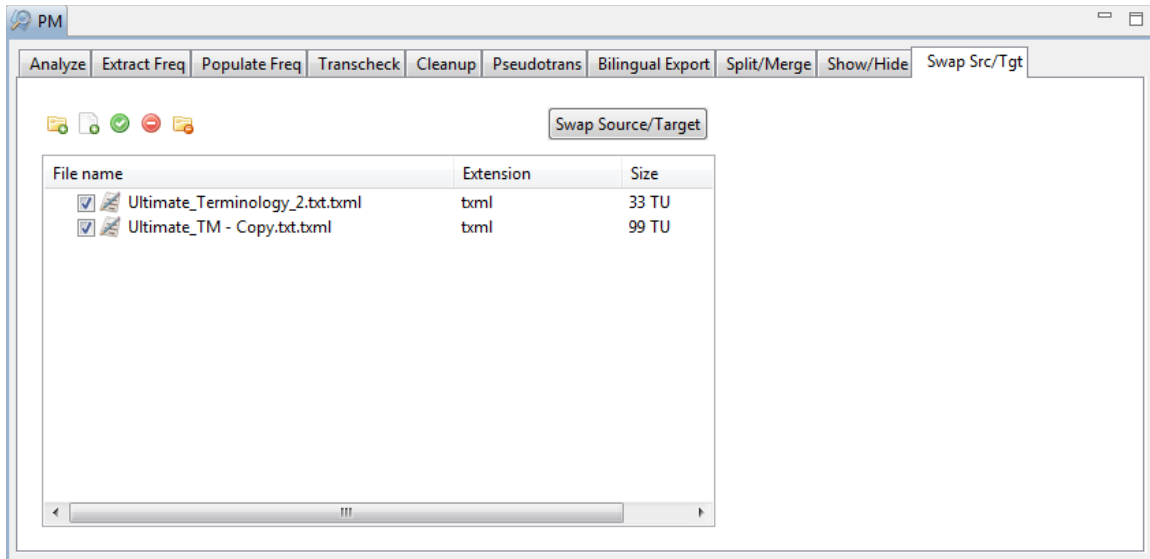 PM
Analyze Extract Freq Populate Freq Transcheck Cleanup Pseudotrans Bilingual Export Split/Merge Show/Hide Swap Src/Tgt
Swap Source/Target
File name Extension Size
Ultimate_Terminology_2.txt.txml txml 33 TU
Ultimate_TM - Copy.txt.txml txml 99 TU